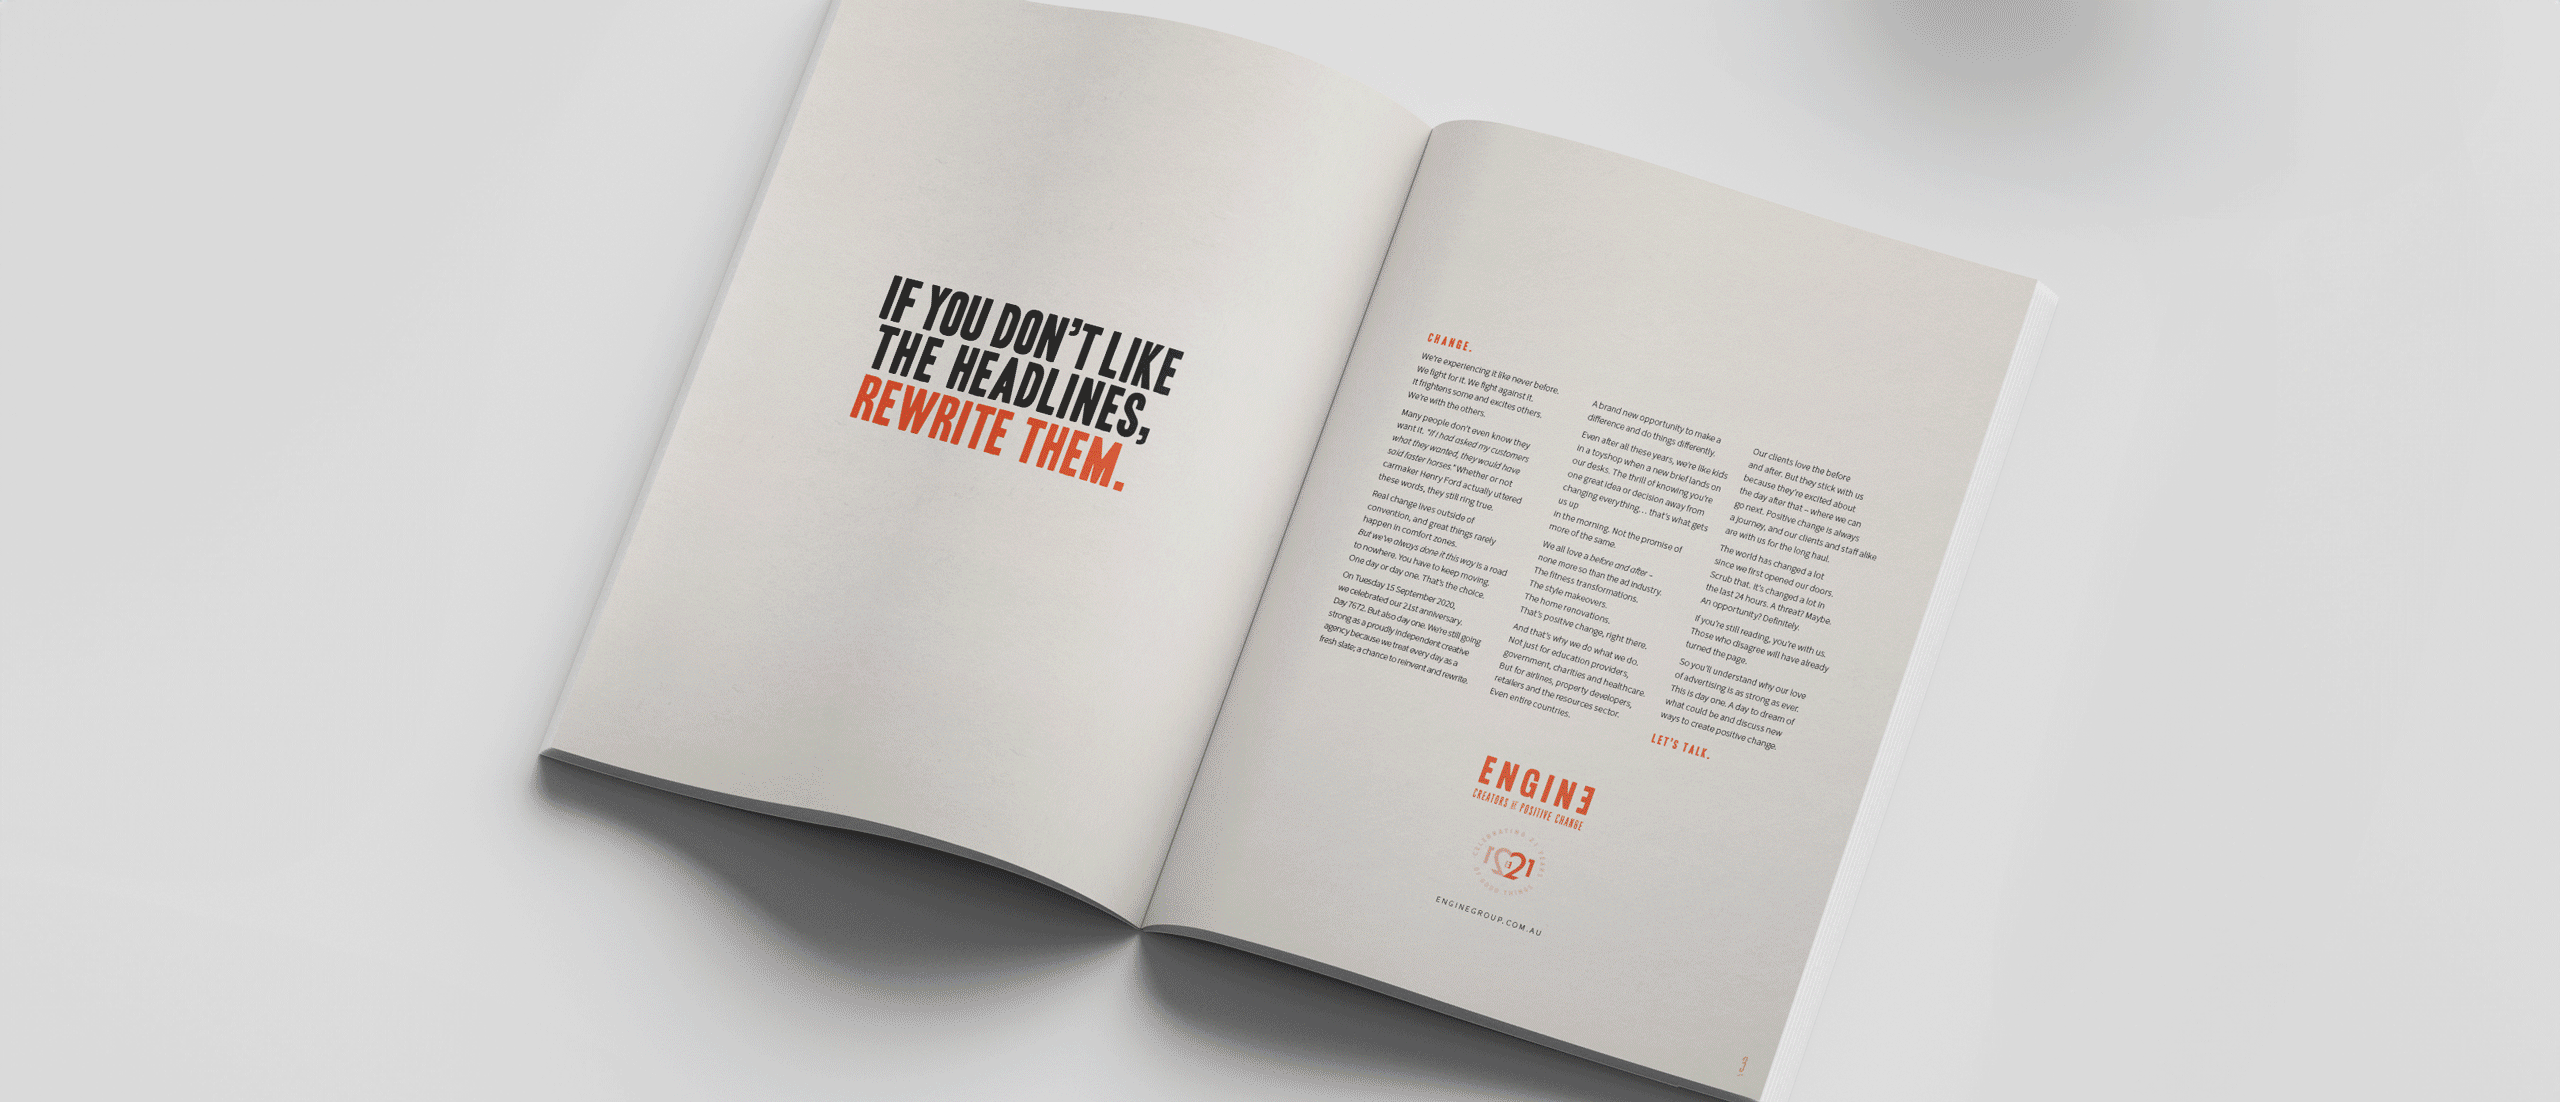 IF YOU DON'T LIKE
THE HEADLINES,
REWRITE THEM.
CHANGE.
We're experiencing it like never before.
We fight for it. We fight against it.
It frightens some and excites others.
We're with the others.
Many people don't even know they
want it. "If I had asked my customers
what they wanted, they would have
said faster horses." Whether or not
carmaker Henry Ford actually uttered
these words, they still ring true.
Real change lives outside of
convention, and great things rarely
happen in comfort zones.
But we've always done it this way is a road
to nowhere. You have to keep moving.
One day or day one. That's the choice.
On Tuesday 15 September 2020,
we celebrated our 21st anniversary.
Day 7672. But also day one. We're still going
strong as a proudly independent creative
agency because we treat every day as a
fresh slate; a chance to reinvent and rewrite.
A brand new opportunity to make a
difference and do things differently.
Even after all these years, we're like kids
in a toyshop when a new brief lands on
our desks. The thrill of knowing you're
one great idea or decision away from
changing everything... that's what gets
us up
in the morning. Not the promise of
more of the same.
We all love a before and after –
none more so than the ad industry.
The fitness transformations.
The style makeovers.
The home renovations.
That's positive change, right there.
And that's why we do what we do.
Not just for education providers,
government, charities and healthcare.
But for airlines, property developers,
retailers and the resources sector.
Even entire countries.
Our clients love the before
and after. But they stick with us
because they're excited about
the day after that – where we can
go next. Positive change is always
a journey, and our clients and staff alike
are with us for the long haul.
The world has changed a lot
since we first opened our doors.
Scrub that. It's changed a lot in
the last 24 hours. A threat? Maybe.
An opportunity? Definitely.
If you're still reading, you're with us.
Those who disagree will have already
turned the page.
So you'll understand why our love
of advertising is as strong as ever.
This is day one. A day to dream of
what could be and discuss new
ways to create positive change.
LET'S TALK.
ENGINE
CREATORS OF POSITIVE CHANGE
CELEBRATING 21 YEARS
OF GOOD THINGS
21
ENGINEGROUP.COM.AU
3